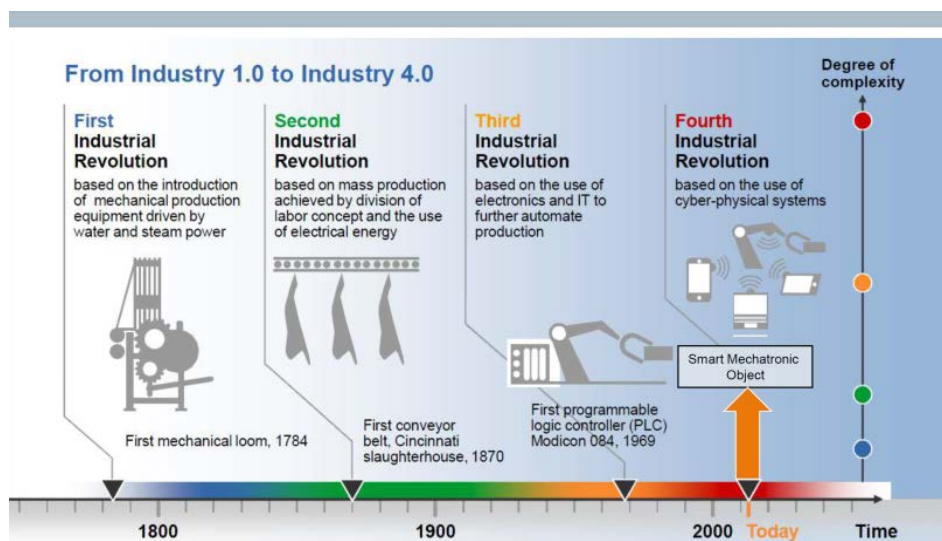 From Industry 1.0 to Industry 4.0
Degree of
complexity
First
Industrial
Revolution
based on the introduction
of mechanical production
equipment driven by
water and steam power
First mechanical loom, 1784
Second
Industrial
Revolution
based on mass production
achieved by division of
labor concept and the use
of electrical energy
First conveyor
belt, Cincinnati
slaughterhouse, 1870
Third
Industrial
Revolution
based on the use of
electronics and IT to
further automate
production
First programmable
logic controller (PLC)
Modicon 084, 1969
Fourth
Industrial
Revolution
based on the use of
cyber-physical systems
Smart Mechatronic
Object
1800
1900
2000
Today
Time